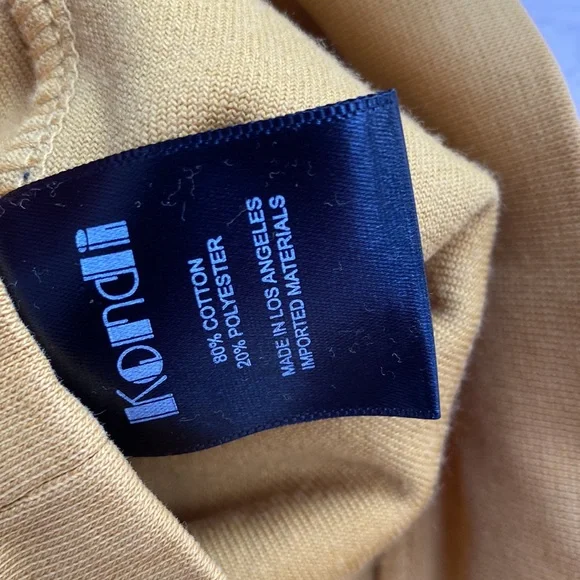 Kondii
80% COTTON
20% POLYESTER
MADE IN LOS ANGELES
IMPORTED MATERIALS